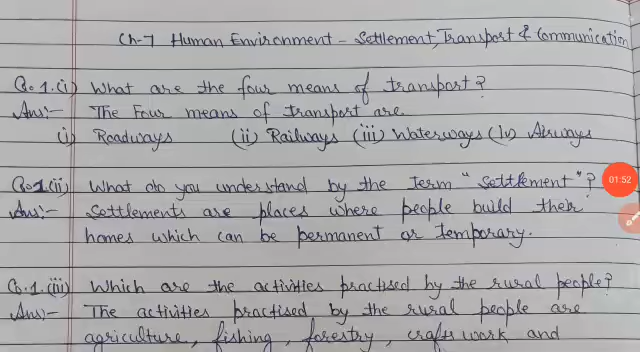 Ch-7 Human Environment - Settlement, Transport & Communication
Q.1.(i) What are the four means of transport?
Ans:- The Four means of transport are
(i) Roadways (ii) Railways (iii) Waterways (iv) Airways
Q.1.(ii) What do you understand by the term "Settlement"?
01:52
Ans:- Settlements are places where people build their
homes which can be permanent or temporary.
Q.1.(iii) Which are the activities practised by the rural people?
Ans:- The activities practised by the rural people are
agriculture, fishing, forestry, crafts work and